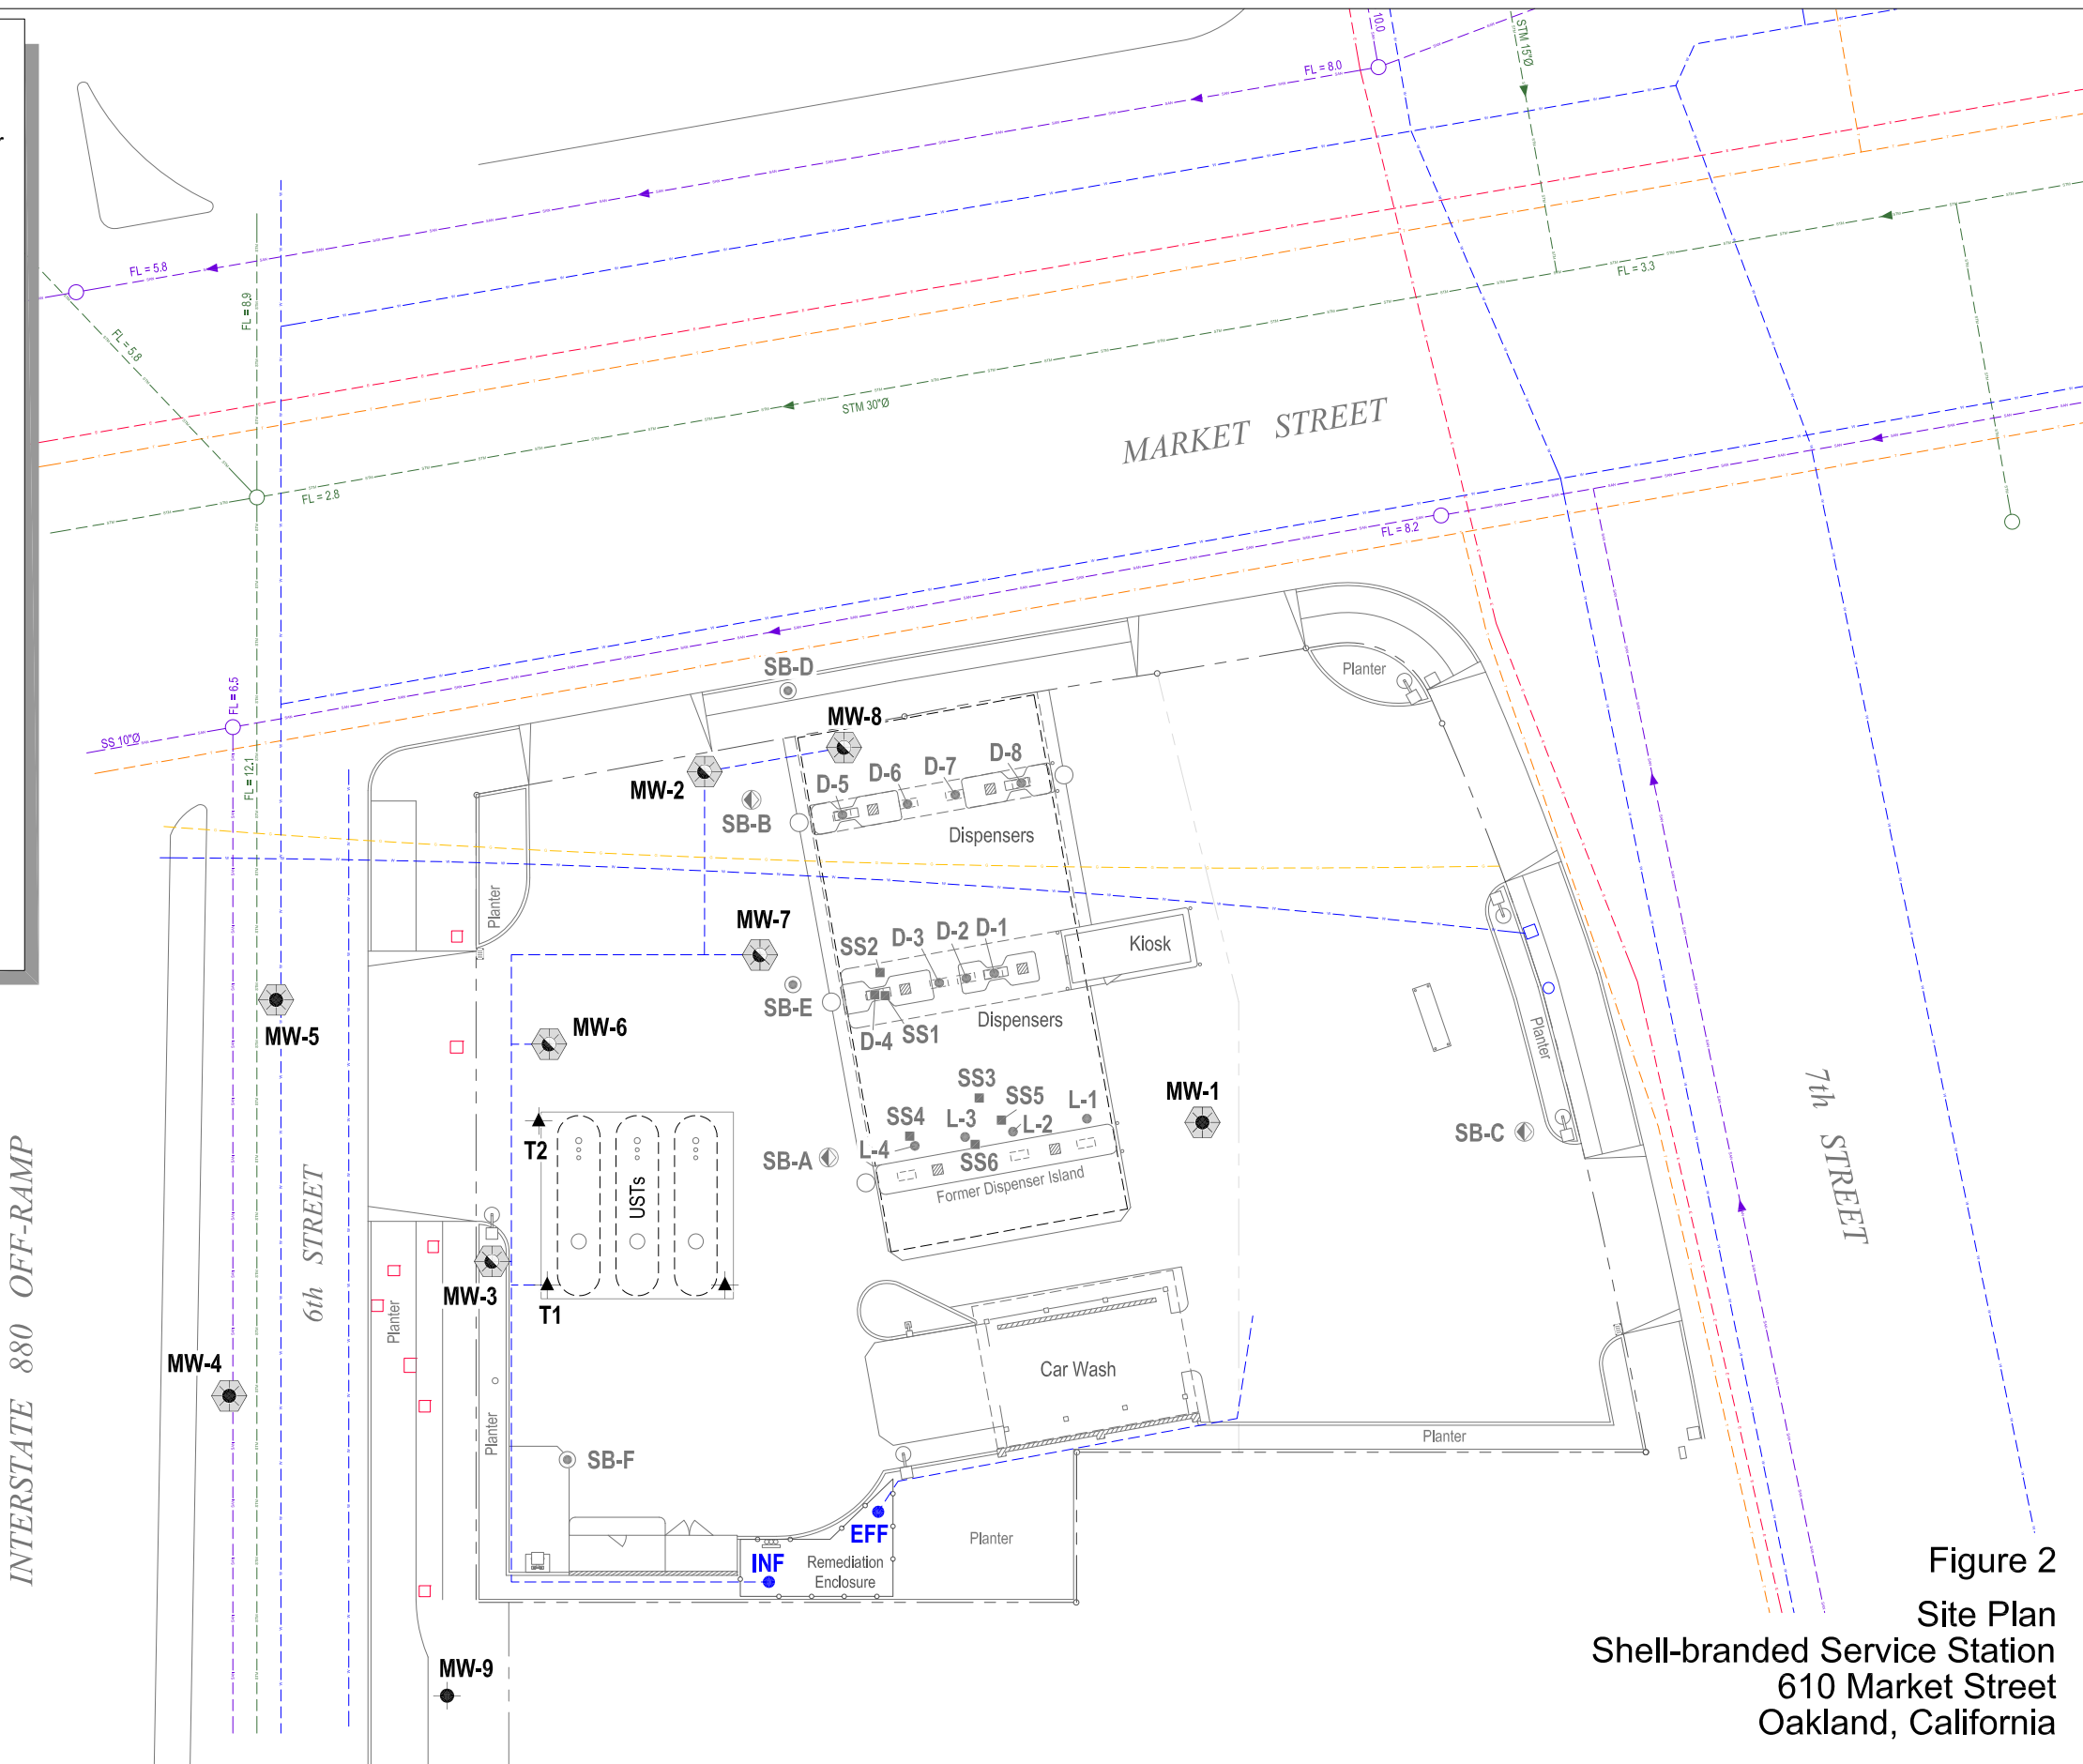 10.0
STM 15"Ø
FL = 8.0
FL = 5.8
FL = 8.9
FL = 5.8
FL = 3.3
STM 30"Ø
MARKET STREET
FL = 2.8
FL = 8.2
SB-D
Planter
FL = 6.5
MW-8
SS 10"Ø
FL = 12.1
D-8
D-7
D-6
D-5
MW-2
SB-B
Dispensers
Planter
MW-7
SS2
D-3
D-2
D-1
Kiosk
SB-E
MW-5
MW-6
Dispensers
D-4
SS1
Planter
SS3
SS5
L-1
MW-1
7th STREET
SS4
L-3
L-2
T2
SB-A
L-4
SS6
SB-C
USTs
Former Dispenser Island
INTERSTATE 880 OFF-RAMP
6th STREET
MW-3
T1
Planter
MW-4
Car Wash
Planter
Planter
SB-F
EFF
Planter
INF
Remediation
Enclosure
MW-9
Figure 2
Site Plan
Shell-branded Service Station
610 Market Street
Oakland, California